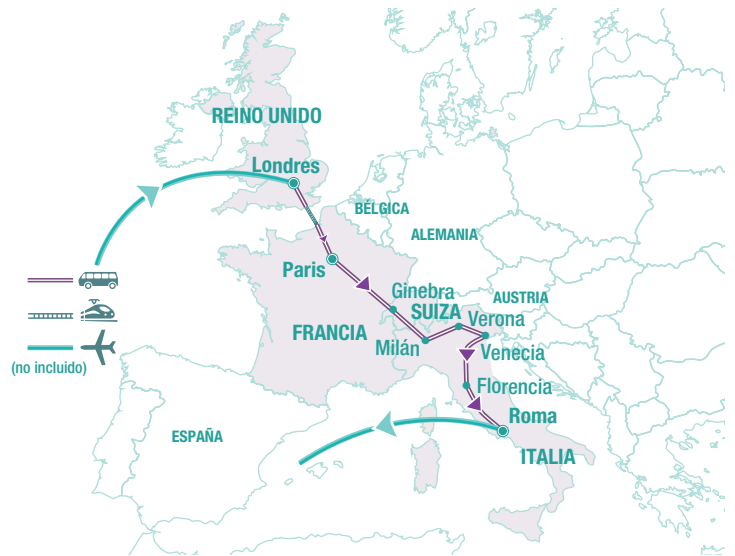 REINO UNIDO
Londres
BÉLGICA
ALEMANIA
Paris
Ginebra
AUSTRIA
SUIZA
Verona
FRANCIA
Milán
Venecia
(no incluido)
Florencia
Roma
ESPAÑA
ITALIA